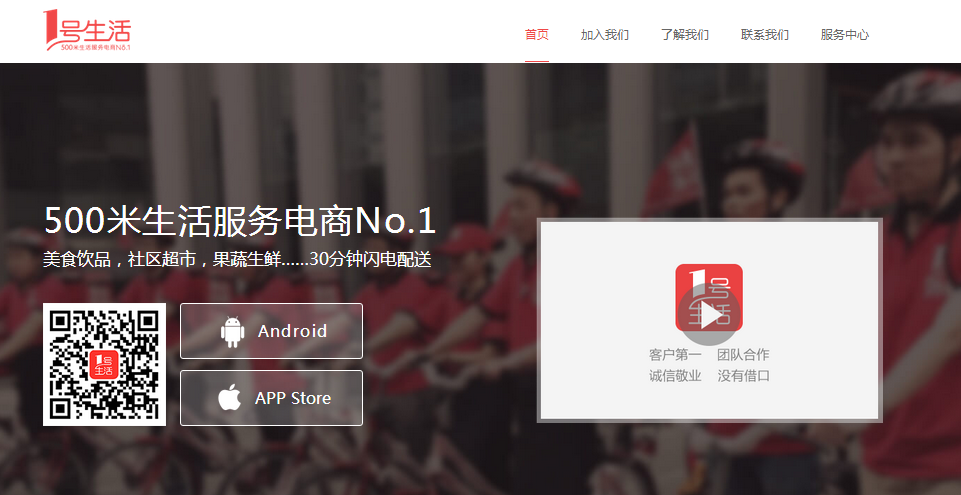 1号生活
500米生活服务电商No.1
首页 加入我们 了解我们 联系我们 服务中心
500米生活服务电商No.1
美食饮品，社区超市，果蔬生鲜......30分钟闪电配送
1号
生活
Android
APP Store
1号
生活
客户第一 团队合作
诚信敬业 没有借口